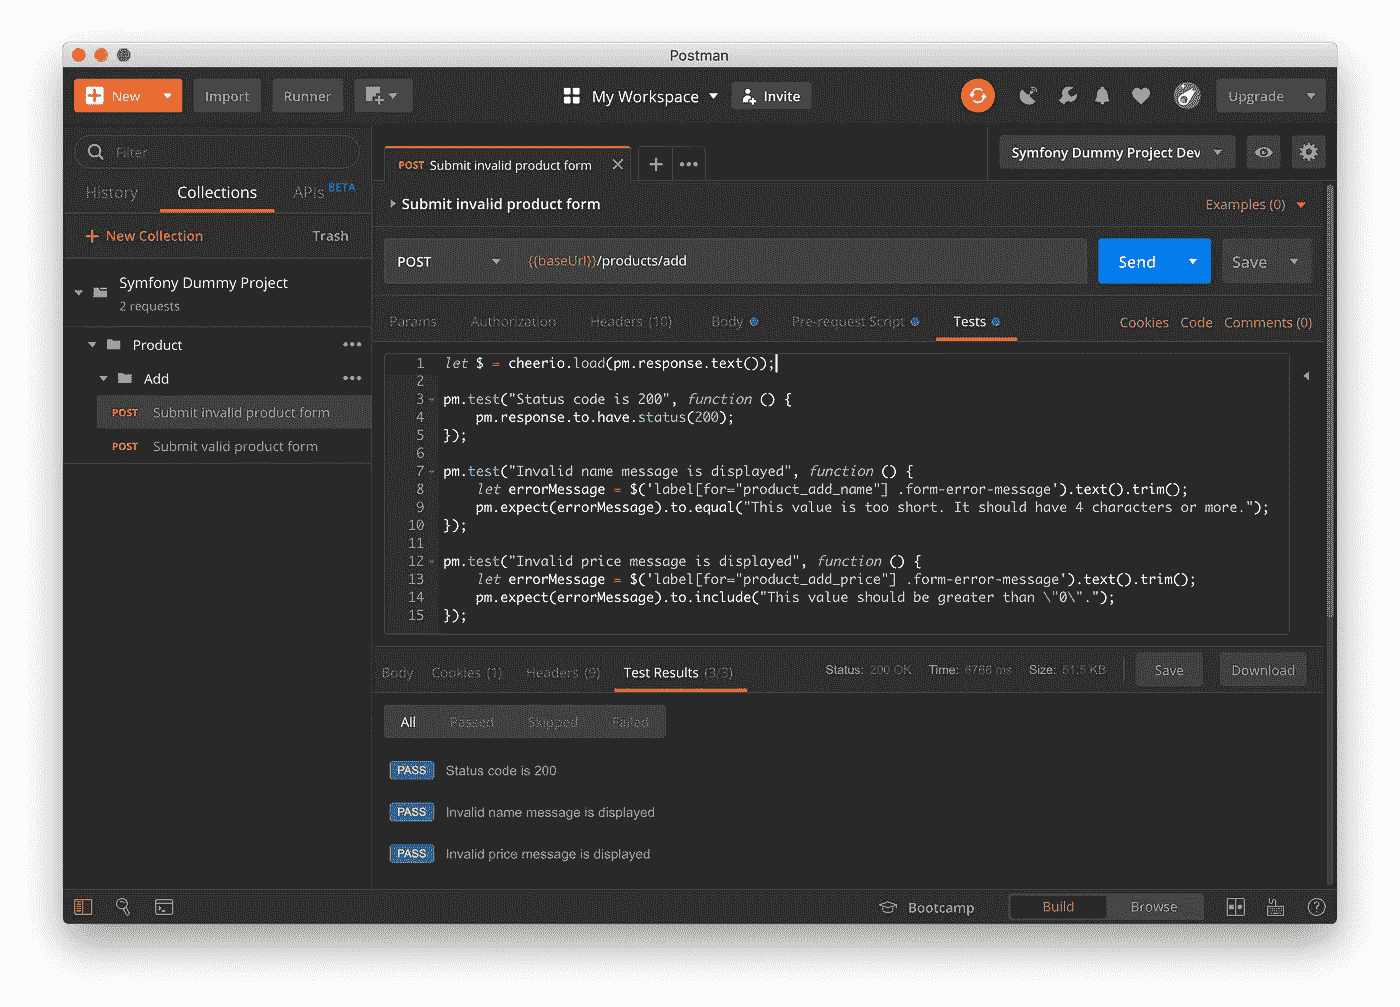 Postman
New
Import
Runner
My Workspace
Invite
Upgrade
Filter
History
Collections
APIs BETA
New Collection
Trash
Symfony Dummy Project
2 requests
Product
Add
POST Submit invalid product form
POST Submit valid product form
POST Submit invalid product form
Symfony Dummy Project Dev
Submit invalid product form
Examples (0)
POST
{{baseUrl}}/products/add
Send
Save
Params
Authorization
Headers (10)
Body
Pre-request Script
Tests
Cookies
Code
Comments (0)
1 let $ = cheerio.load(pm.response.text());
2
3 pm.test("Status code is 200", function () {
4 pm.response.to.have.status(200);
5 });
6
7 pm.test("Invalid name message is displayed", function () {
8 let errorMessage = $('label[for="product_add_name"] .form-error-message').text().trim();
9 pm.expect(errorMessage).to.equal("This value is too short. It should have 4 characters or more.");
10 });
11
12 pm.test("Invalid price message is displayed", function () {
13 let errorMessage = $('label[for="product_add_price"] .form-error-message').text().trim();
14 pm.expect(errorMessage).to.include("This value should be greater than \"0\".");
15 });
Body
Cookies (1)
Headers (9)
Test Results (3/3)
Status: 200 OK
Time: 6766 ms
Size: 51.5 KB
Save
Download
All
Passed
Skipped
Failed
PASS Status code is 200
PASS Invalid name message is displayed
PASS Invalid price message is displayed
Bootcamp
Build
Browse